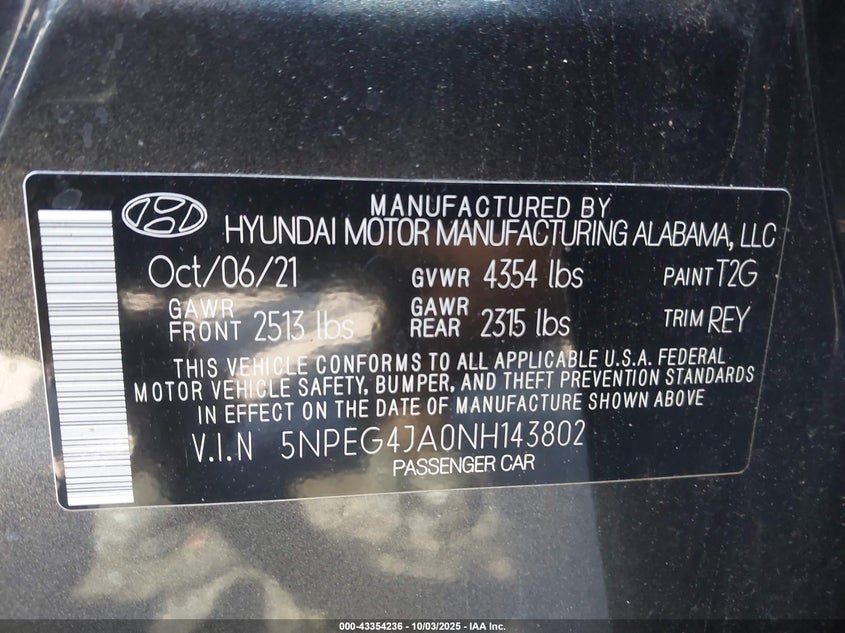 MANUFACTURED BY
HYUNDAI MOTOR MANUFACTURING ALABAMA, LLC
Oct/06/21 GVWR 4354 lbs PAINT T2G
GAWR FRONT 2513 lbs GAWR REAR 2315 lbs TRIM REY
THIS VEHICLE CONFORMS TO ALL APPLICABLE U.S.A. FEDERAL
MOTOR VEHICLE SAFETY, BUMPER, AND THEFT PREVENTION STANDARDS
IN EFFECT ON THE DATE OF MANUFACTURE SHOWN ABOVE
V.I.N 5NPEG4JA0NH143802
PASSENGER CAR
000-43354236 - 10/03/2025 - IAA Inc.